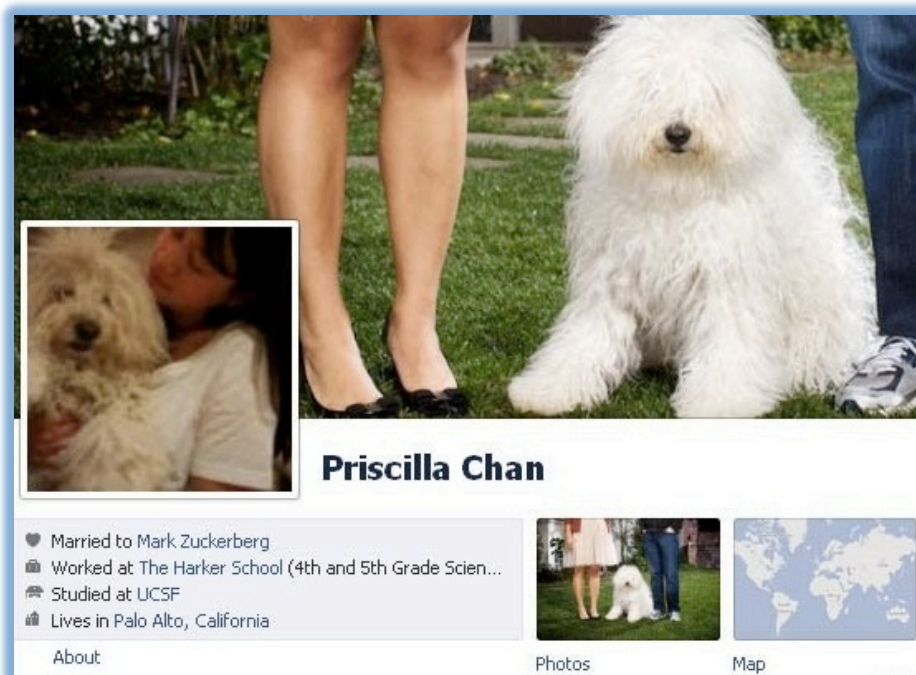 Priscilla Chan
Married to Mark Zuckerberg
Worked at The Harker School (4th and 5th Grade Scien...
Studied at UCSF
Lives in Palo Alto, California
About
Photos
Map